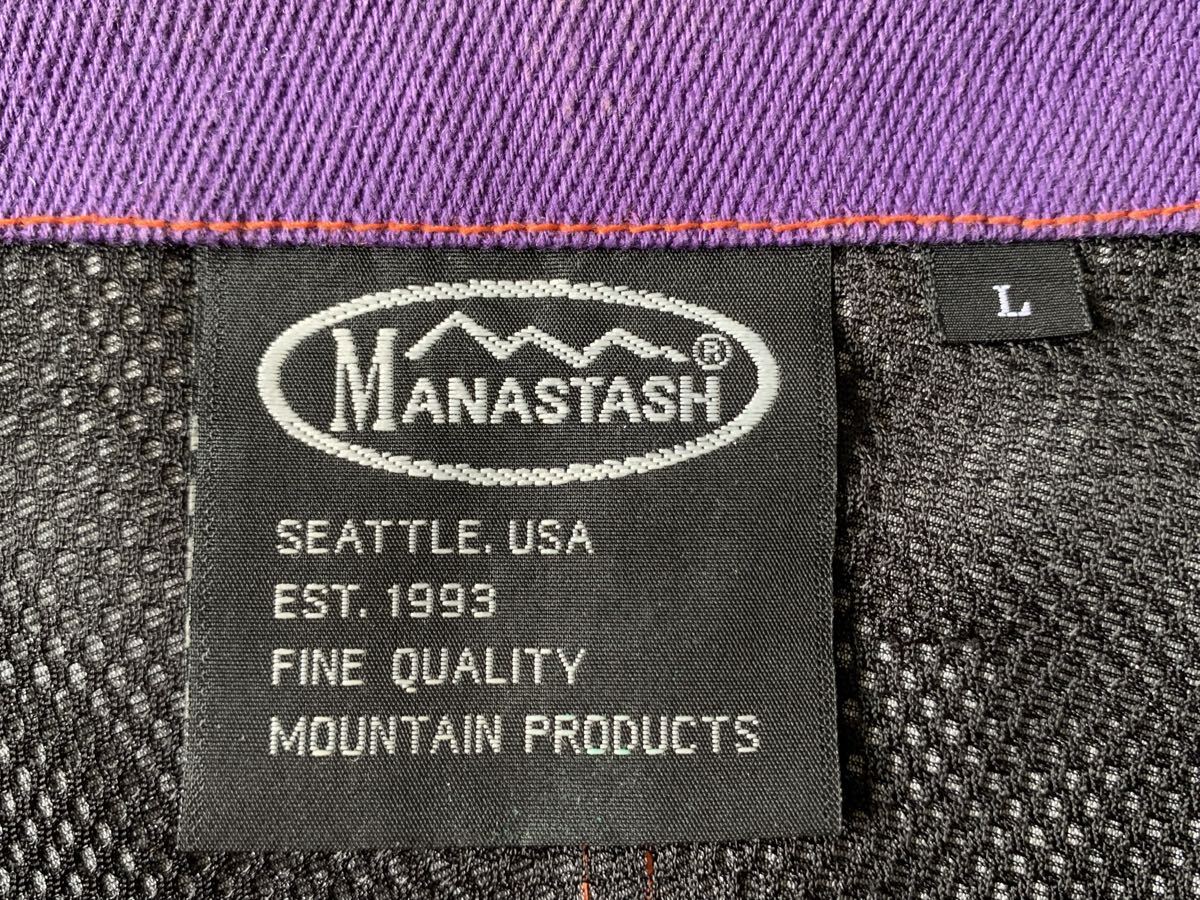 MANASTASH®
L
SEATTLE. USA
EST. 1993
FINE QUALITY
MOUNTAIN PRODUCTS